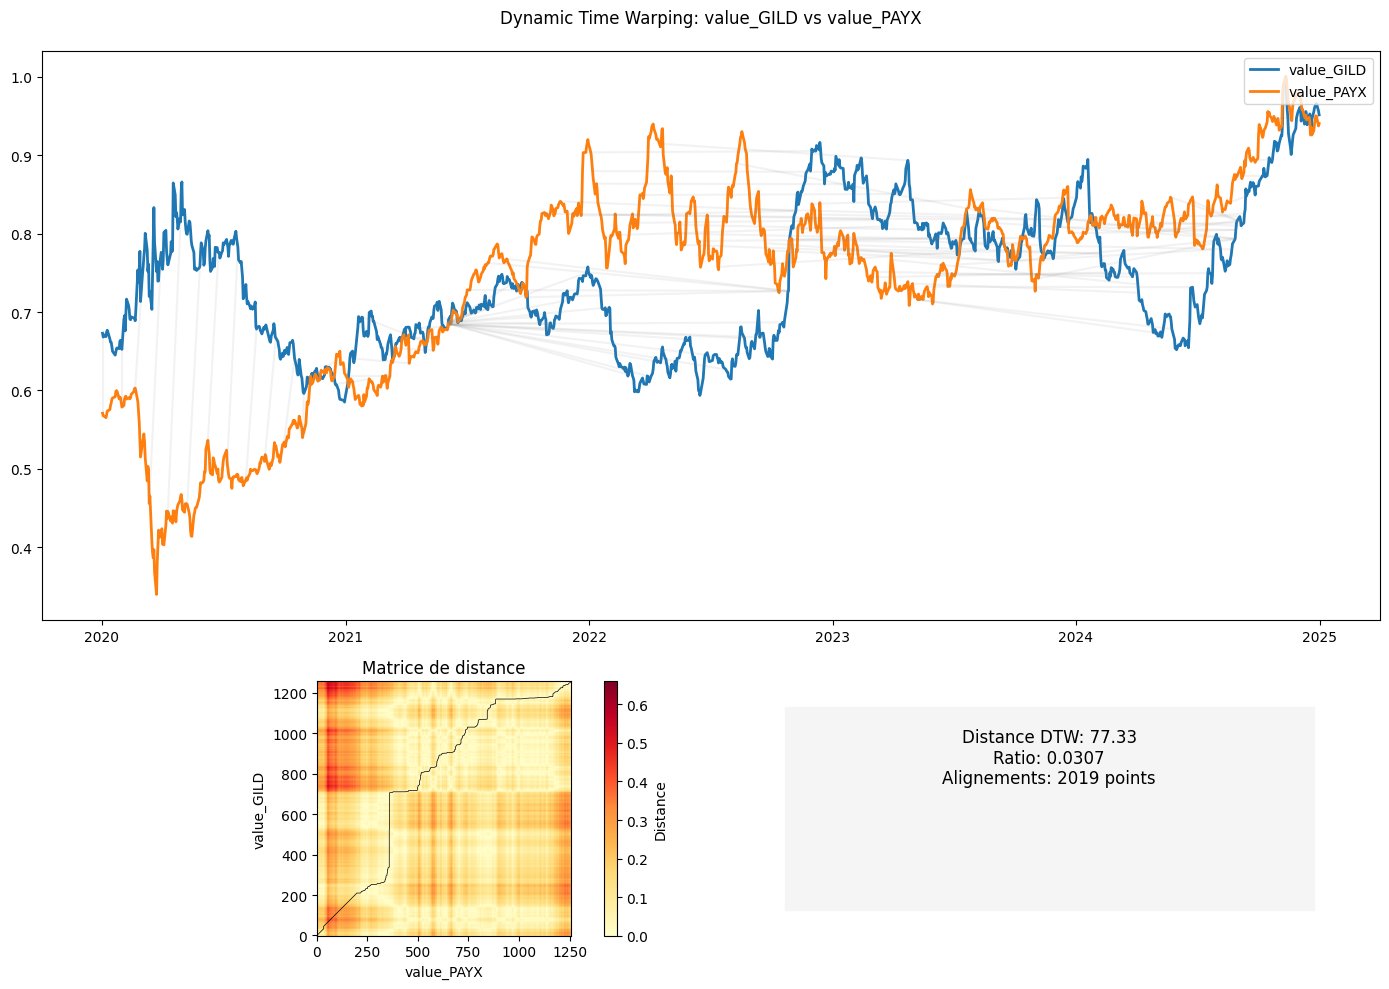 Dynamic Time Warping: value_GILD vs value_PAYX
1.0
0.9
0.8
0.7
0.6
0.5
0.4
value_GILD
value_PAYX
2020 2021 2022 2023 2024 2025
Matrice de distance
1200
1000
800
600
400
200
0
value_GILD
0 250 500 750 1000 1250
value_PAYX
0.6
0.5
0.4
0.3
0.2
0.1
0.0
Distance
Distance DTW: 77.33
Ratio: 0.0307
Alignements: 2019 points